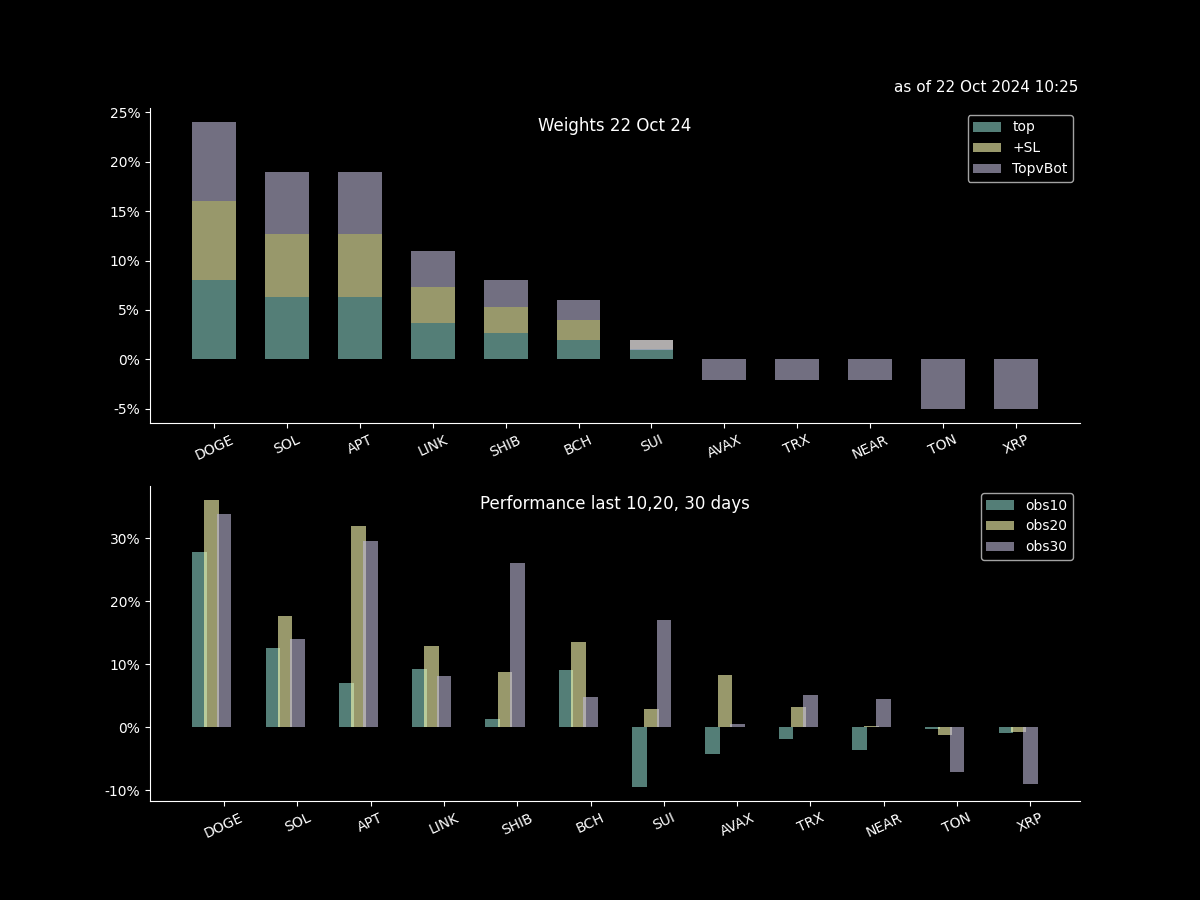 as of 22 Oct 2024 10:25
Weights 22 Oct 24
top
+SL
TopvBot
25%
20%
15%
10%
5%
0%
-5%
DOGE SOL APT LINK SHIB BCH SUI AVAX TRX NEAR TON XRP
Performance last 10,20, 30 days
obs10
obs20
obs30
30%
20%
10%
0%
-10%
DOGE SOL APT LINK SHIB BCH SUI AVAX TRX NEAR TON XRP